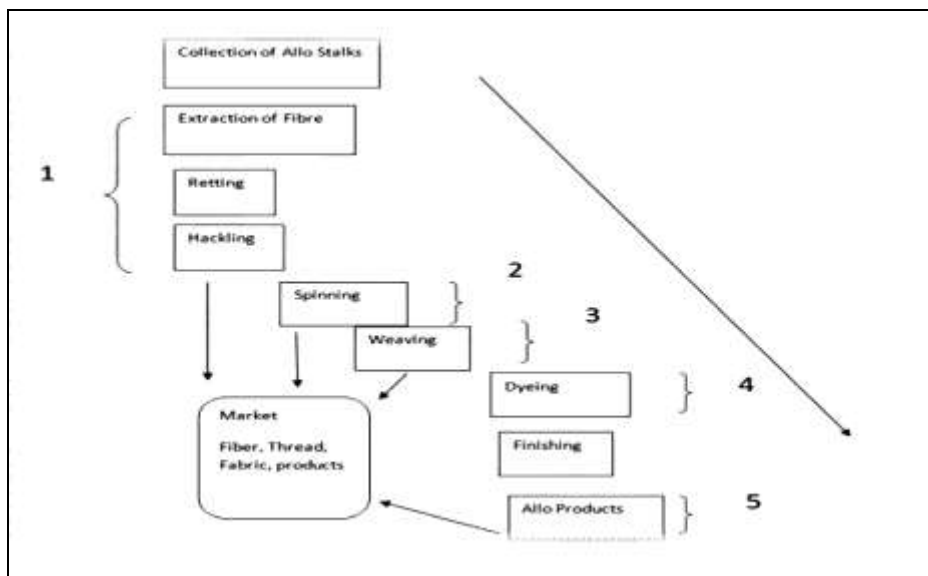 Collection of Allo Stalks
Extraction of Fibre
1
Retting
Hackling
2
Spinning
3
Weaving
Dyeing
4
Market
Fiber, Thread,
Fabric, products
Finishing
Allo Products
5